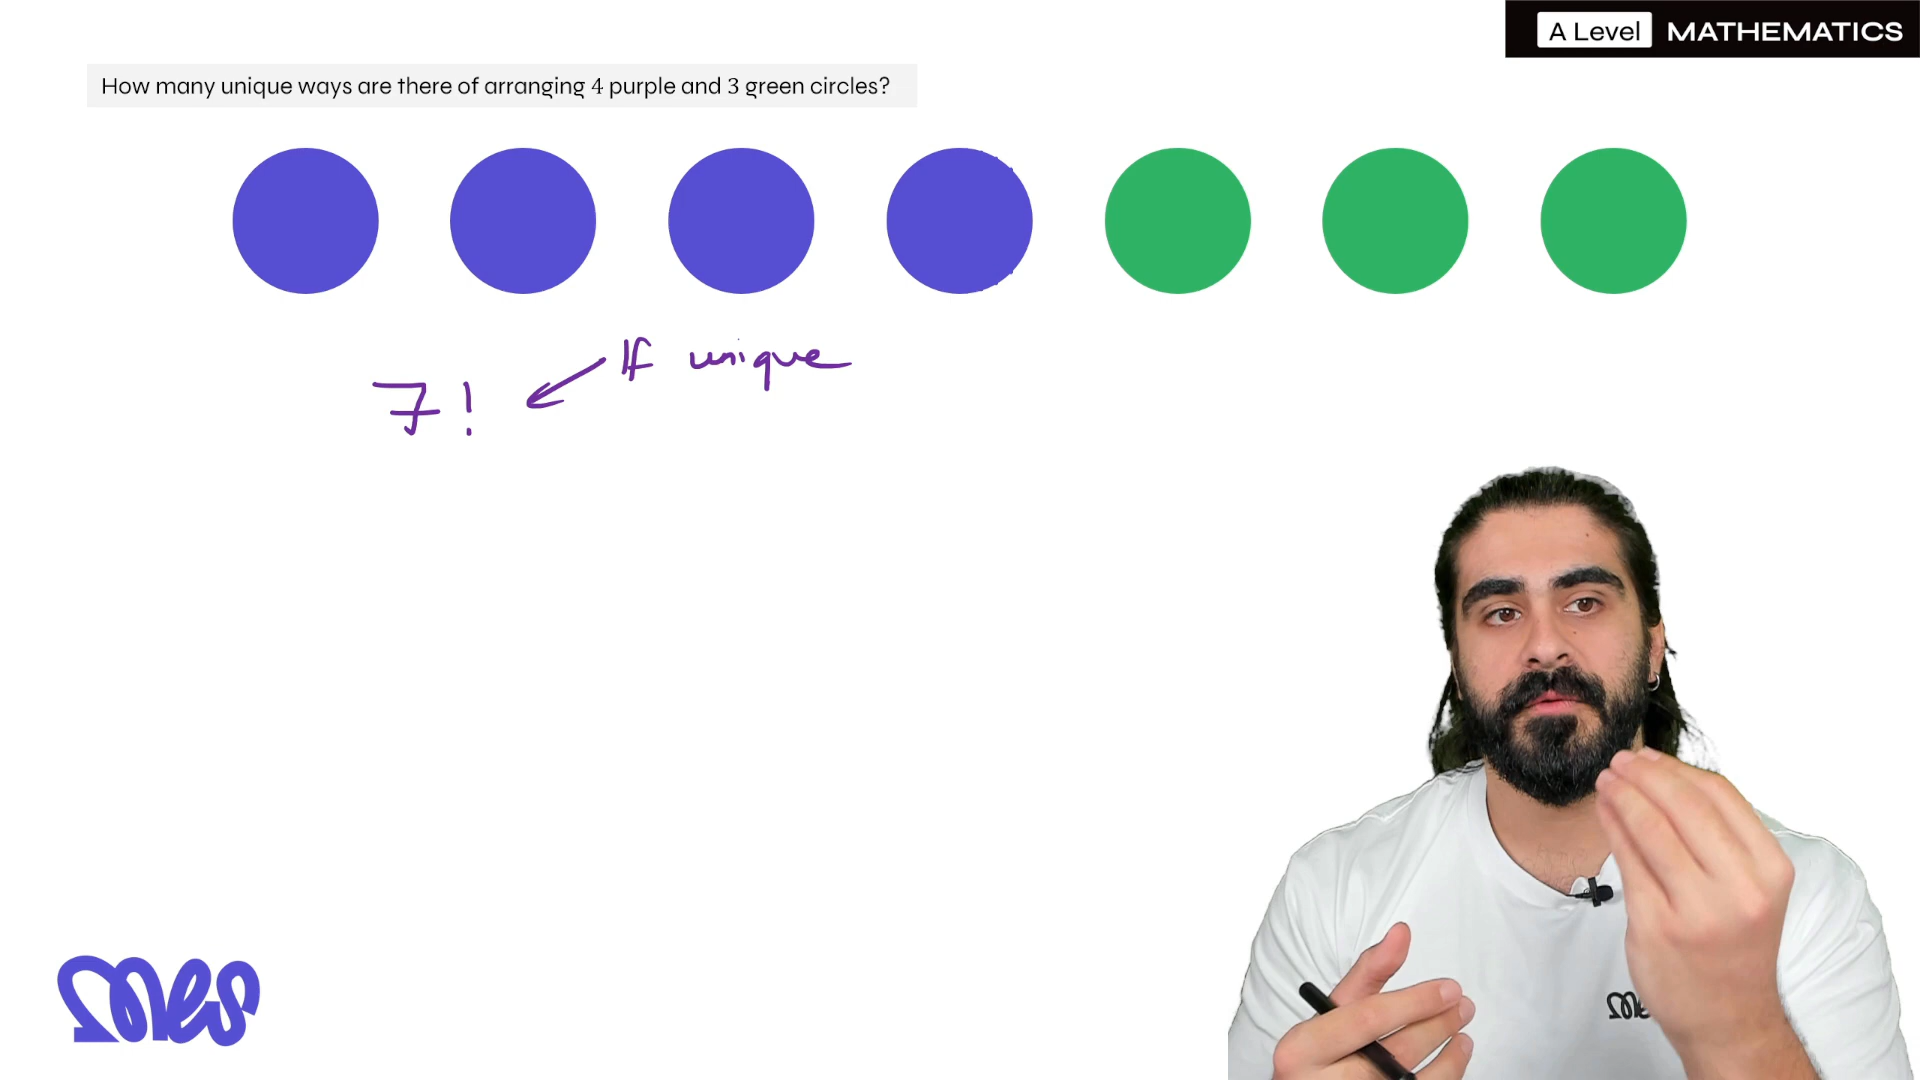 A Level MATHEMATICS
How many unique ways are there of arranging 4 purple and 3 green circles?
If unique
7!
mes